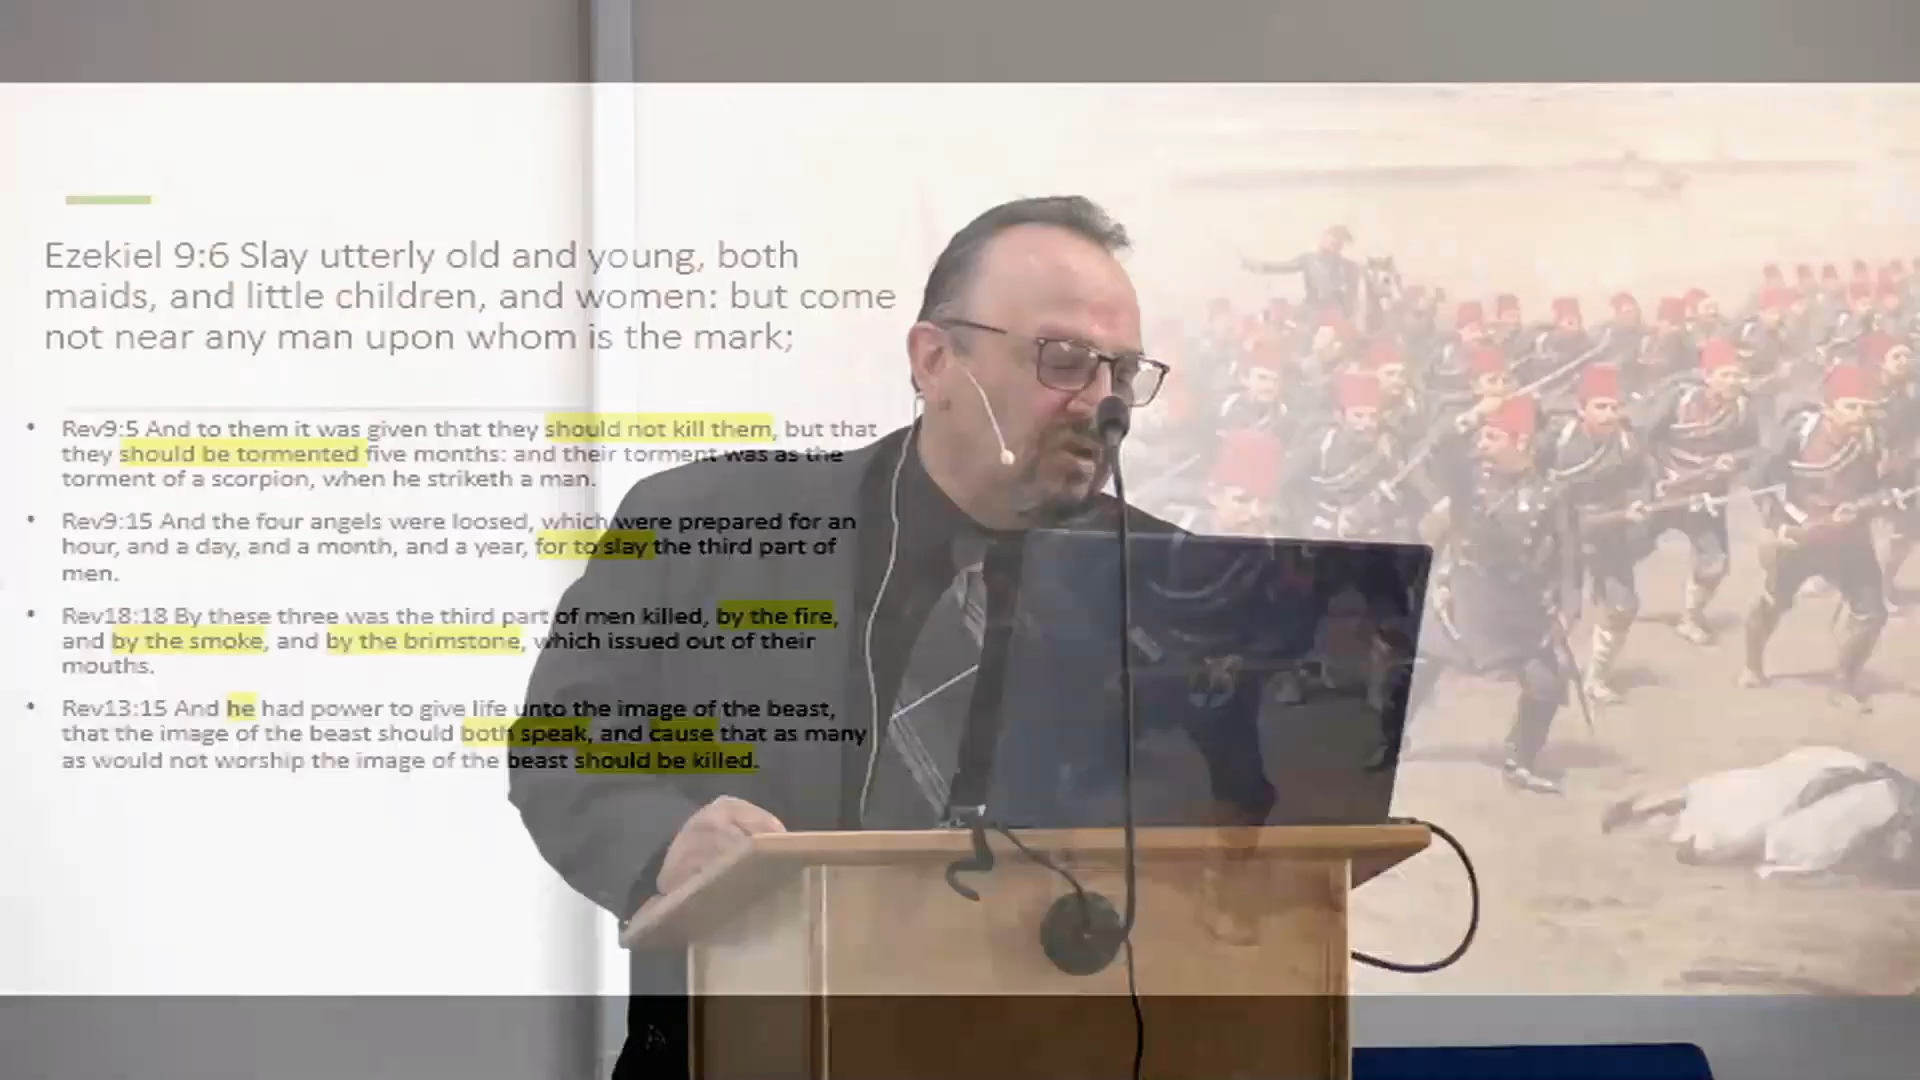 Ezekiel 9:6 Slay utterly old and young, both
maids, and little children, and women: but come
not near any man upon whom is the mark;
• Rev9:5 And to them it was given that they should not kill them, but that
they should be tormented five months: and their torment was as the
torment of a scorpion, when he striketh a man.
• Rev9:15 And the four angels were loosed, which were prepared for an
hour, and a day, and a month, and a year, for to slay the third part of
men.
• Rev18:18 By these three was the third part of men killed, by the fire,
and by the smoke, and by the brimstone, which issued out of their
mouths.
• Rev13:15 And he had power to give life unto the image of the beast,
that the image of the beast should both speak, and cause that as many
as would not worship the image of the beast should be killed.